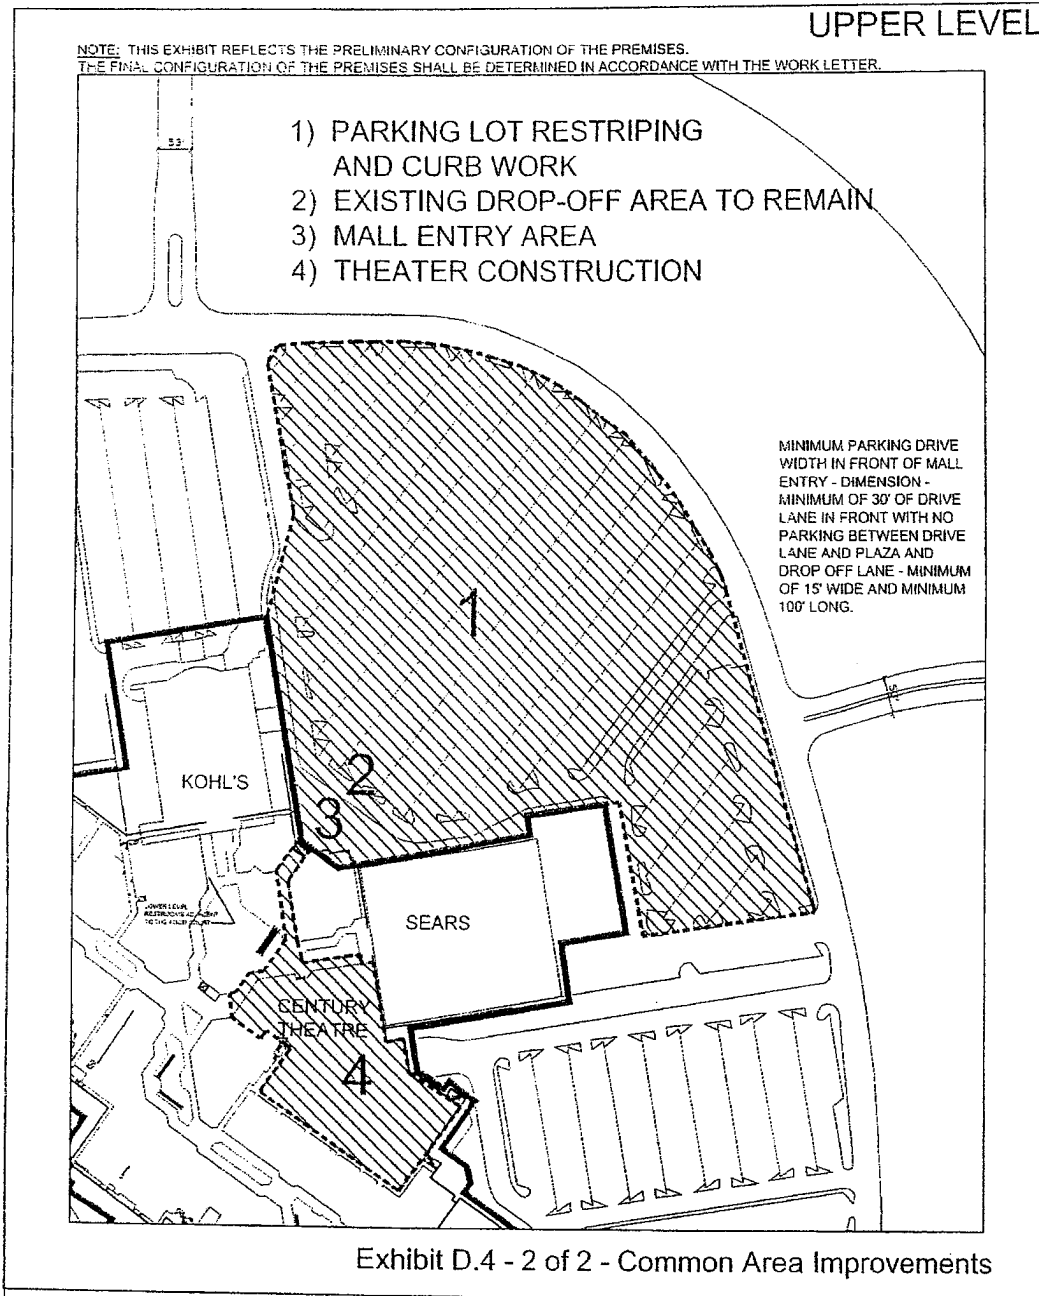 UPPER LEVEL
NOTE: THIS EXHIBIT REFLECTS THE PRELIMINARY CONFIGURATION OF THE PREMISES.
THE FINAL CONFIGURATION OF THE PREMISES SHALL BE DETERMINED IN ACCORDANCE WITH THE WORK LETTER.
1) PARKING LOT RESTRIPING
AND CURB WORK
2) EXISTING DROP-OFF AREA TO REMAIN
3) MALL ENTRY AREA
4) THEATER CONSTRUCTION
53'
MINIMUM PARKING DRIVE
WIDTH IN FRONT OF MALL
ENTRY - DIMENSION -
MINIMUM OF 30' OF DRIVE
LANE IN FRONT WITH NO
PARKING BETWEEN DRIVE
LANE AND PLAZA AND
DROP OFF LANE - MINIMUM
OF 15' WIDE AND MINIMUM
100' LONG.
1
2
KOHL'S
3
SEARS
LOWER LEVEL
CENTURY
THEATRE
4
Exhibit D.4 - 2 of 2 - Common Area Improvements